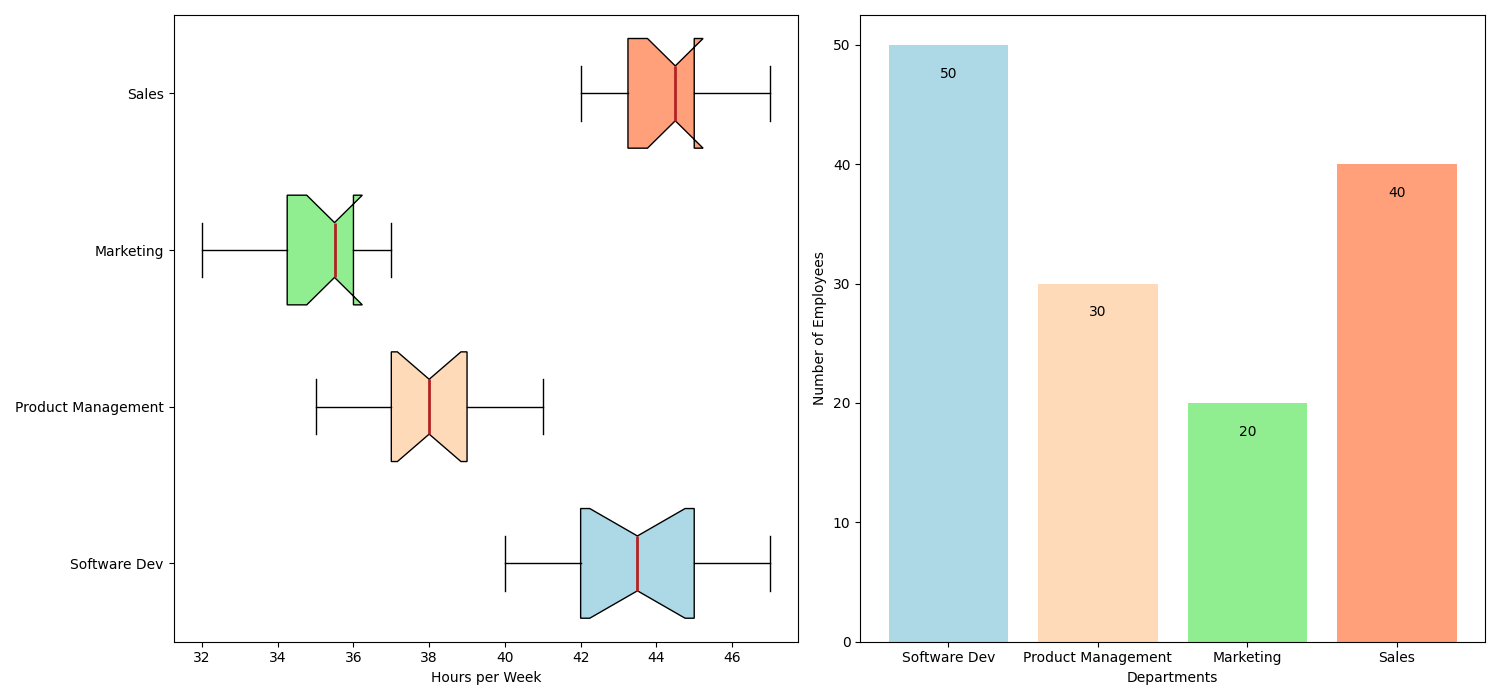 Sales
Marketing
Product Management
Software Dev
32 34 36 38 40 42 44 46
Hours per Week
Number of Employees
50
40
30
20
10
0
50
30
20
40
Software Dev Product Management Marketing Sales
Departments